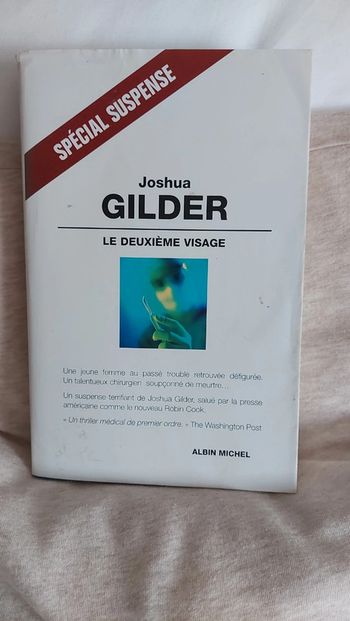 SPÉCIAL SUSPENSE
Joshua
GILDER
LE DEUXIÈME VISAGE
Une jeune femme au passé trouble retrouvée défigurée.
Un talentueux chirurgien soupçonné de meurtre...
Un suspense terrifiant de Joshua Gilder, salué par la presse
américaine comme le nouveau Robin Cook.
« Un thriller médical de premier ordre. » The Washington Post
ALBIN MICHEL